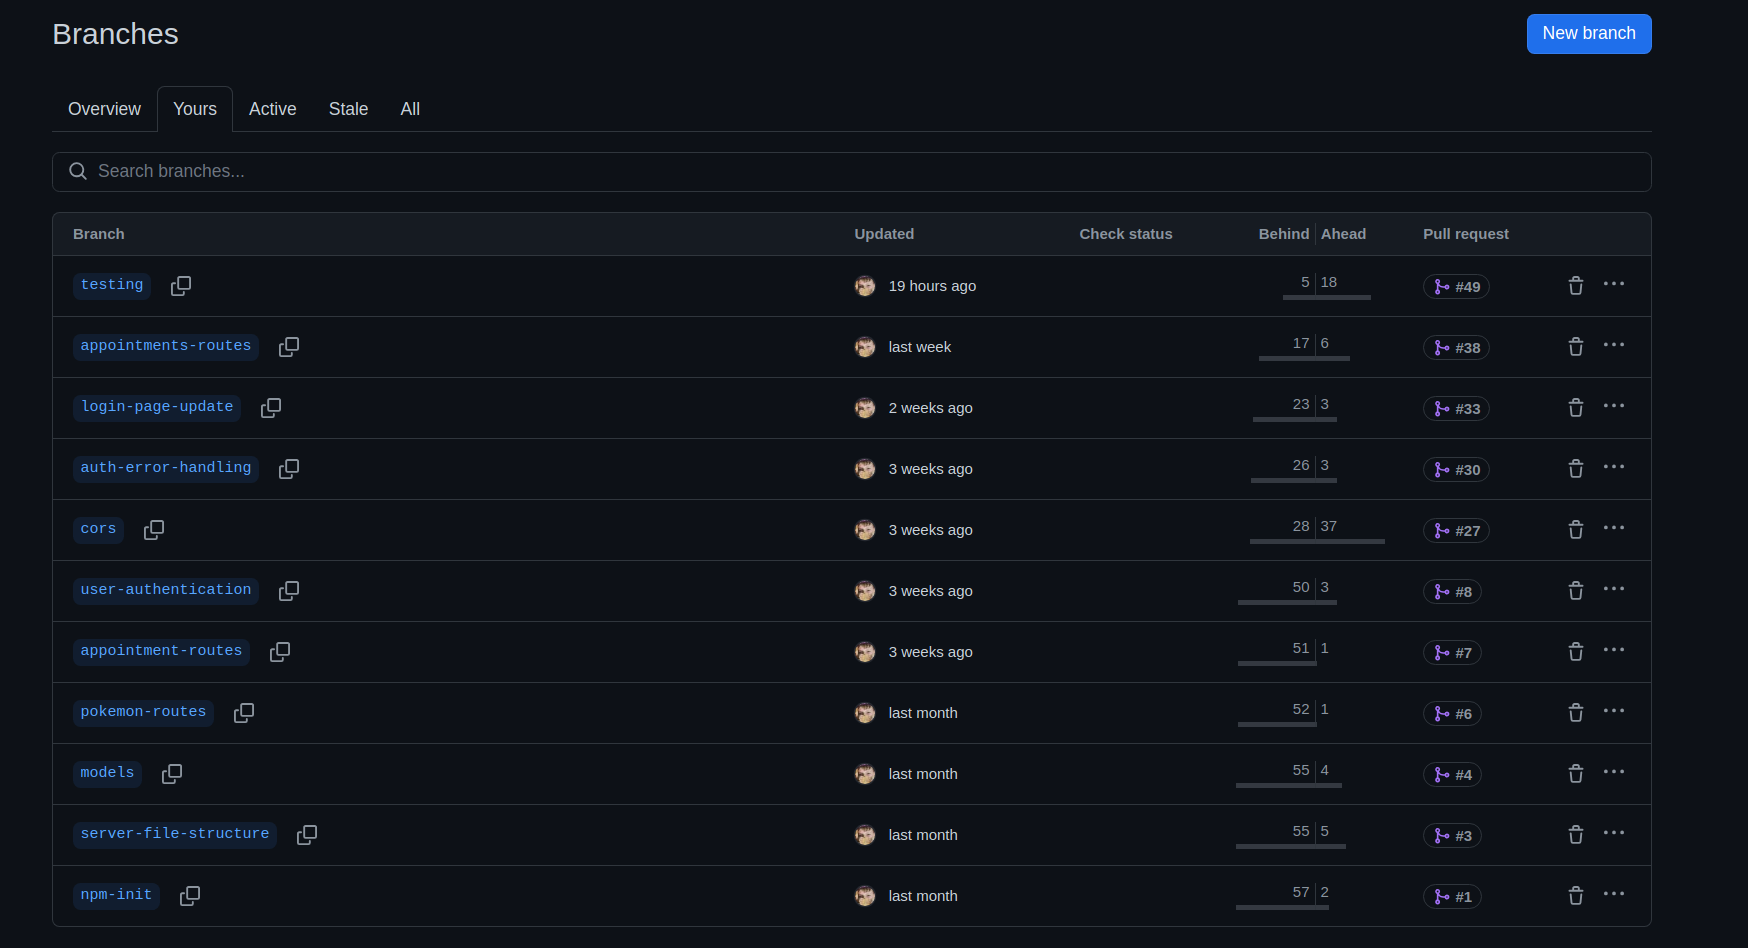 Branches
New branch
Overview Yours Active Stale All
Search branches...
Branch Updated Check status Behind Ahead Pull request
testing 19 hours ago 5 18 #49
appointments-routes last week 17 6 #38
login-page-update 2 weeks ago 23 3 #33
auth-error-handling 3 weeks ago 26 3 #30
cors 3 weeks ago 28 37 #27
user-authentication 3 weeks ago 50 3 #8
appointment-routes 3 weeks ago 51 1 #7
pokemon-routes last month 52 1 #6
models last month 55 4 #4
server-file-structure last month 55 5 #3
npm-init last month 57 2 #1